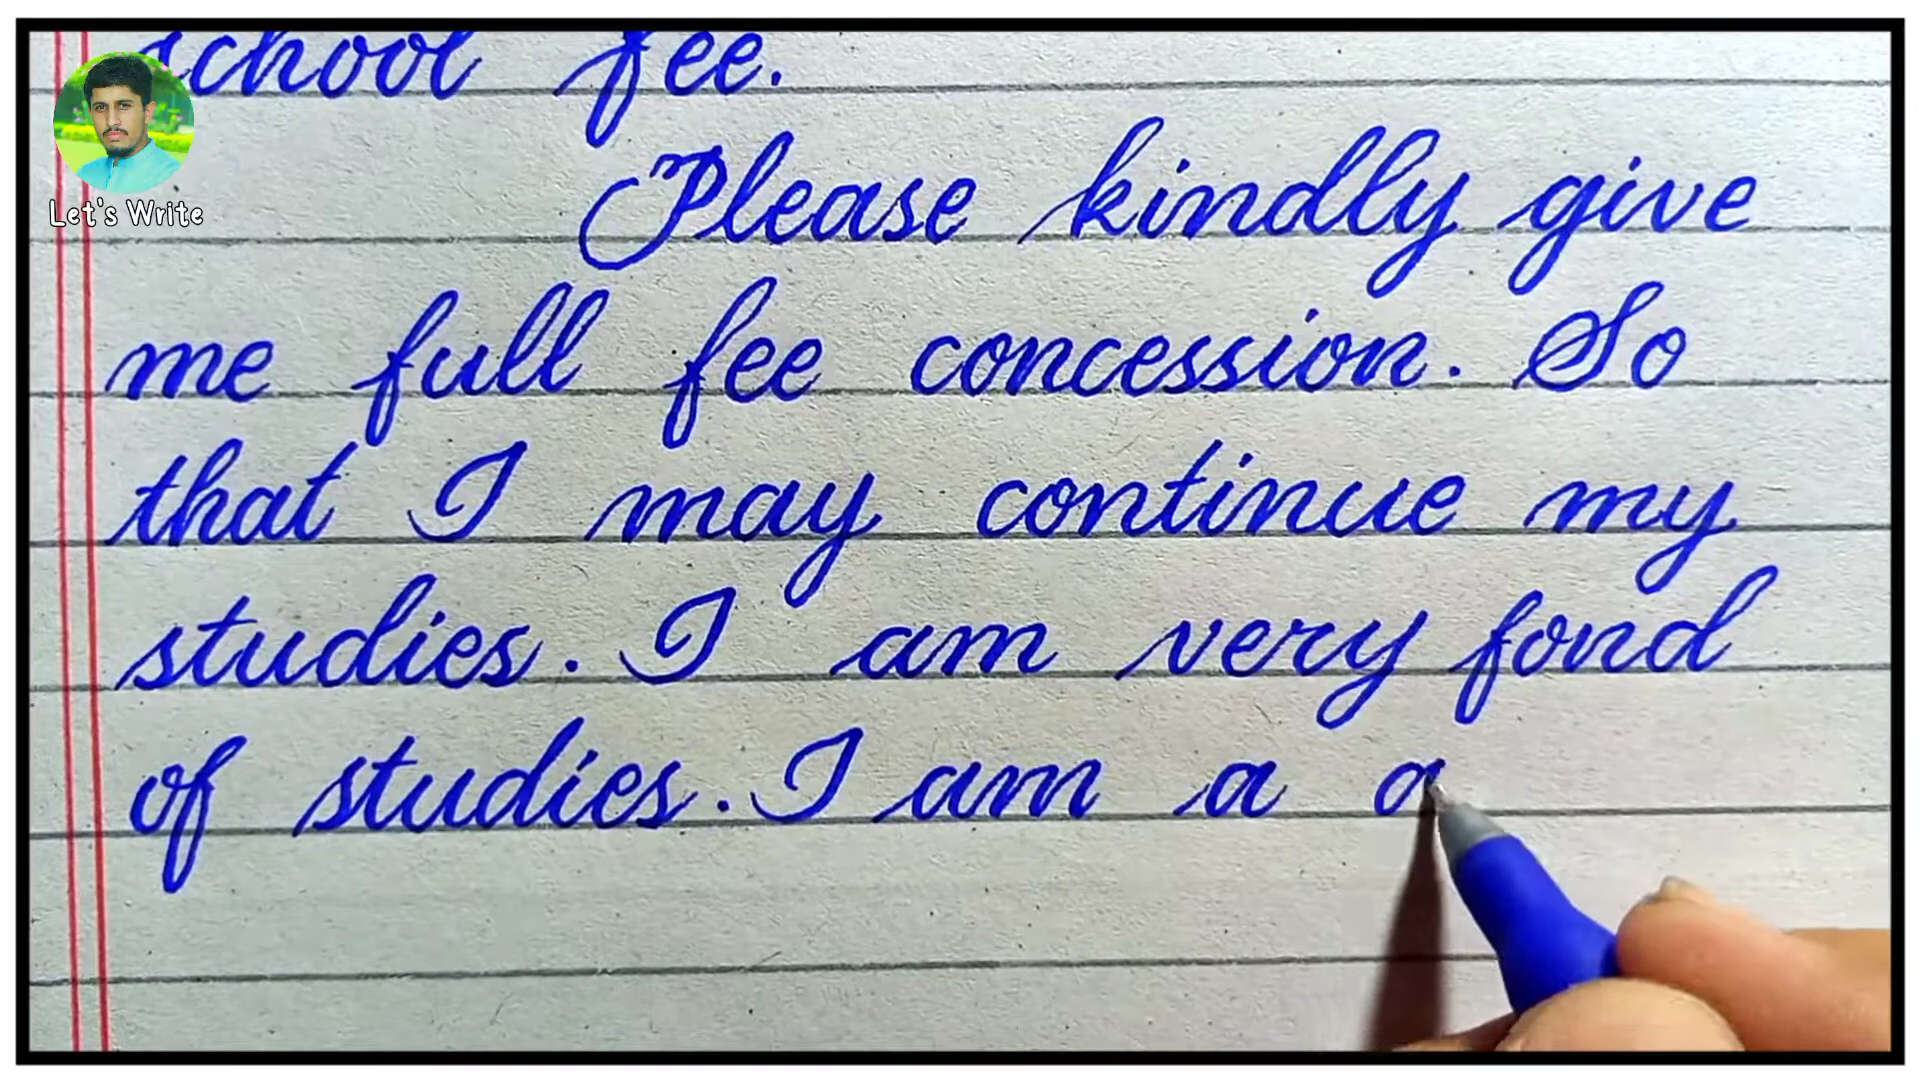 school fee.
Let's Write
Please kindly give
me full fee concession. So
that I may continue my
studies. I am very fond
of studies. I am a